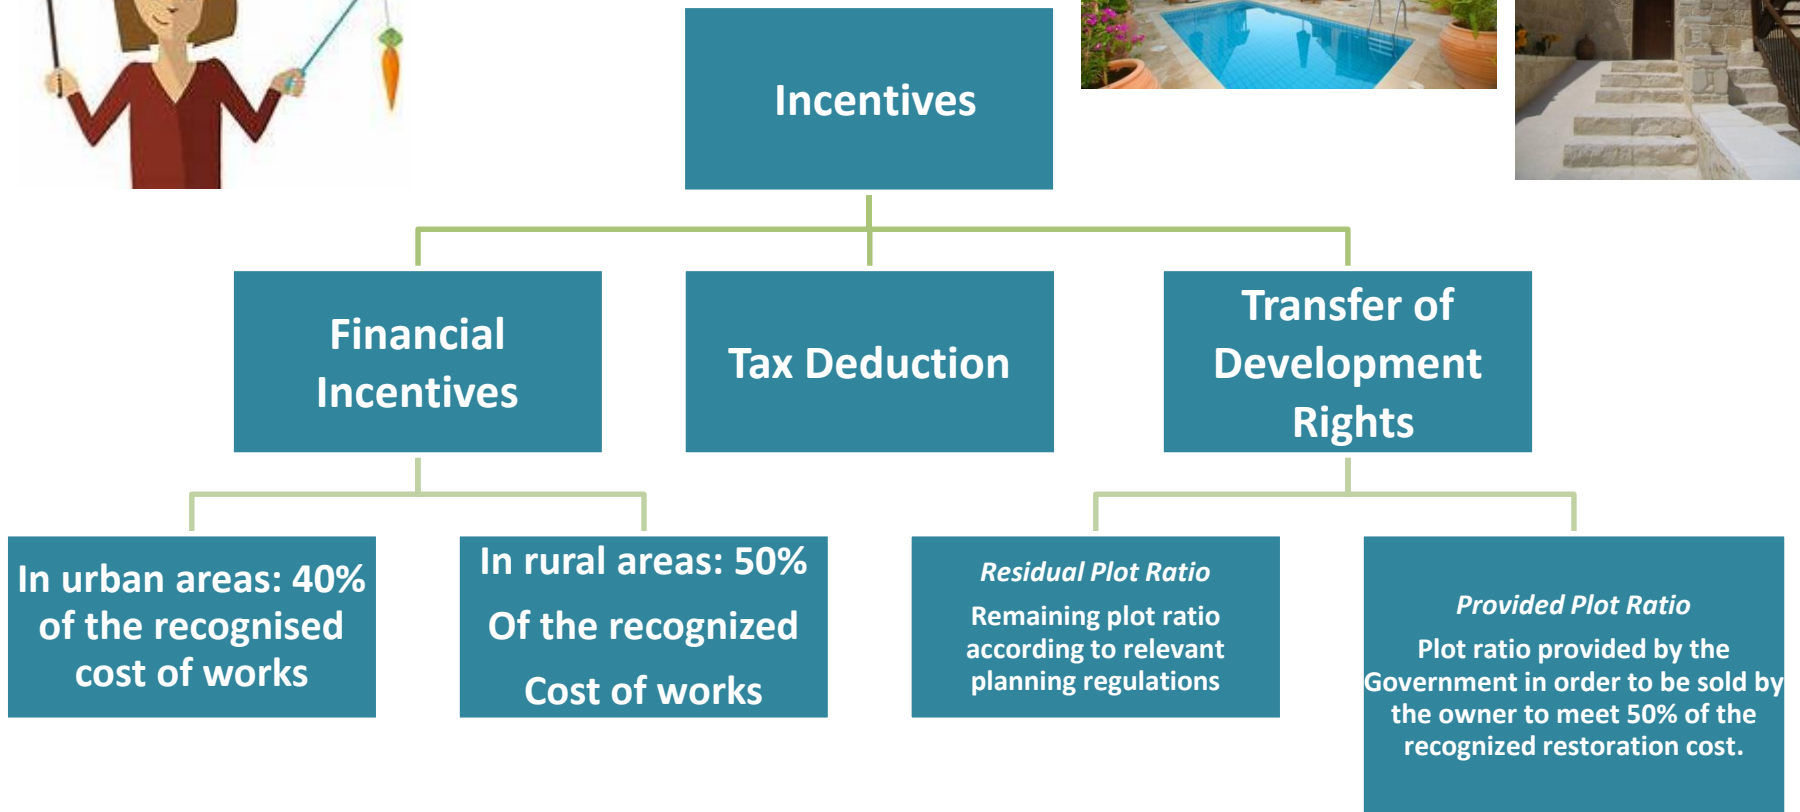 Incentives
Financial
Incentives
Tax Deduction
Transfer of
Development
Rights
In urban areas: 40%
of the recognised
cost of works
In rural areas: 50%
Of the recognized
Cost of works
Residual Plot Ratio
Remaining plot ratio
according to relevant
planning regulations
Provided Plot Ratio
Plot ratio provided by the
Government in order to be sold by
the owner to meet 50% of the
recognized restoration cost.